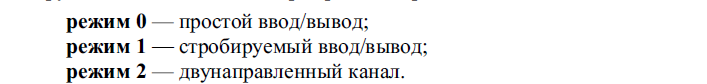 режим 0 — простой ввод/вывод;
режим 1 — стробируемый ввод/вывод;
режим 2 — двунаправленный канал.